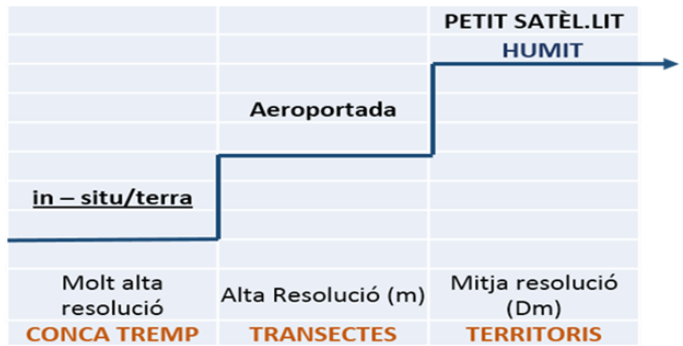 PETIT SATÈL.LIT
HUMIT
Aeroportada
in – situ/terra
Molt alta
resolució
Alta Resolució (m)
Mitja resolució
(Dm)
CONCA TREMP
TRANSECTES
TERRITORIS